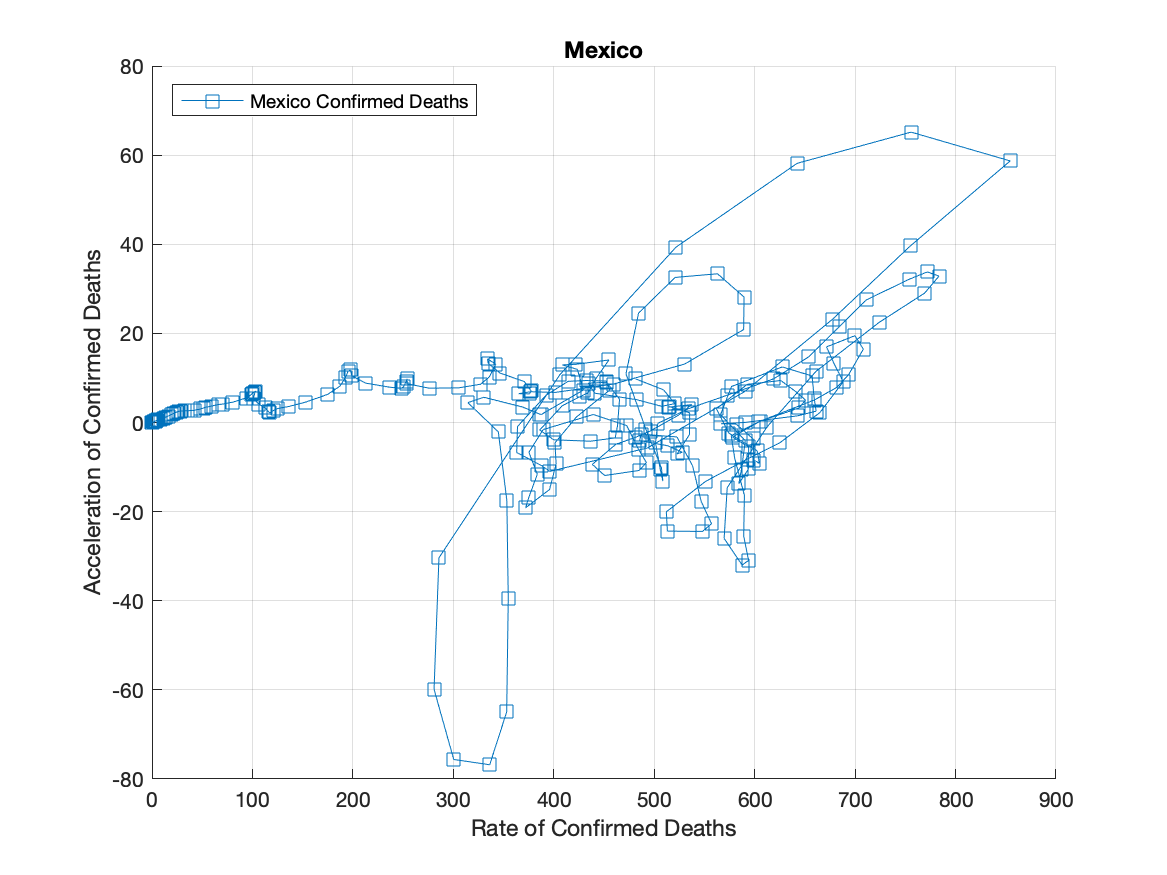 Mexico
Mexico Confirmed Deaths
80
60
40
20
0
-20
-40
-60
-80
Acceleration of Confirmed Deaths
0 100 200 300 400 500 600 700 800 900
Rate of Confirmed Deaths